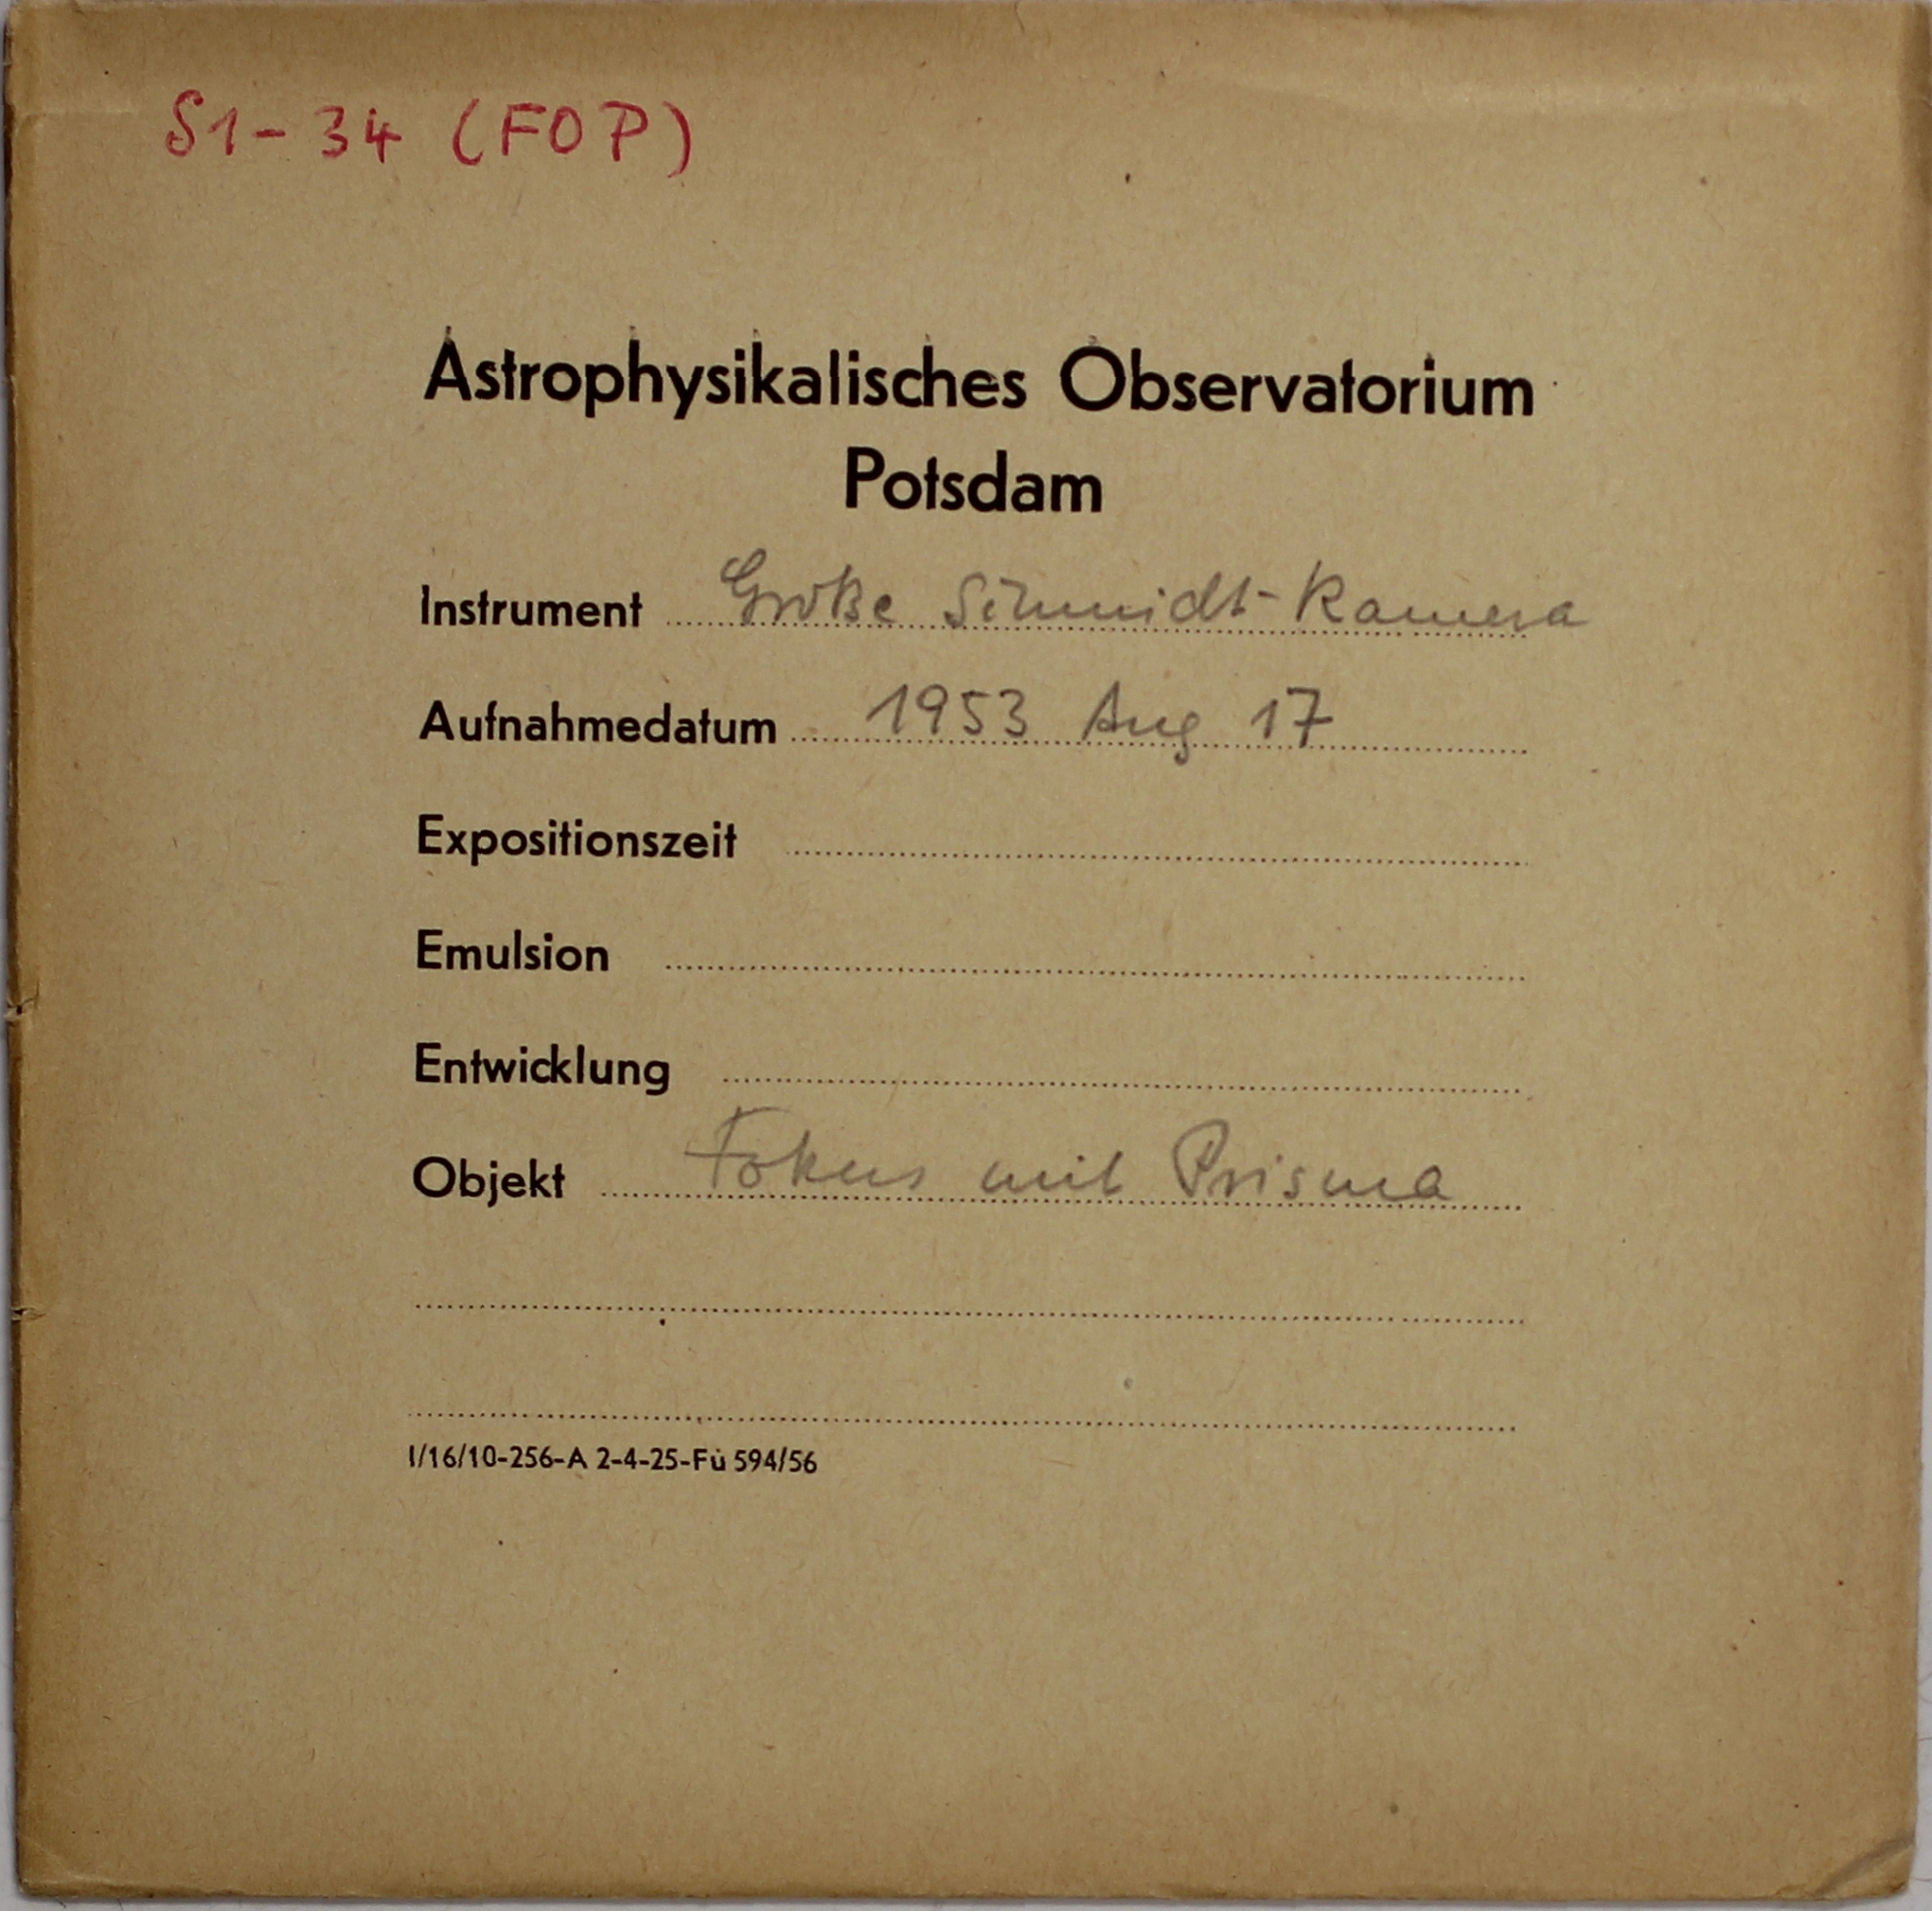 S1-34 (FOP)
Astrophysikalisches Observatorium
Potsdam
Instrument Große Schmidt-Kamera
Aufnahmedatum 1953 Aug 17
Expositionszeit
Emulsion
Entwicklung
Objekt Fokus mit Prisma
I/16/10-256-A 2-4-25-Fü 594/56